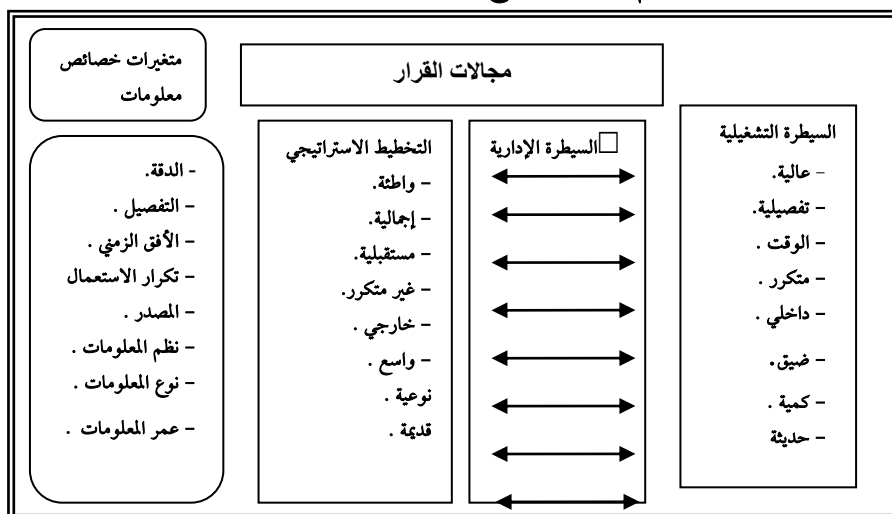 متغيرات خصائص
معلومات
مجالات القرار
السيطرة التشغيلية
– عالية.
– تفصيلية.
– الوقت .
– متكرر .
– داخلي .
– ضيق.
– كمية .
– حديثة
السيطرة الإدارية
التخطيط الاستراتيجي
– واطئة.
– إجمالية.
– مستقبلية.
– غير متكرر.
– خارجي .
– واسع .
نوعية .
قديمة .
- الدقة.
– التفصيل .
– الأفق الزمني .
– تكرار الاستعمال
– المصدر .
– نظم المعلومات .
– نوع المعلومات .
– عمر المعلومات .